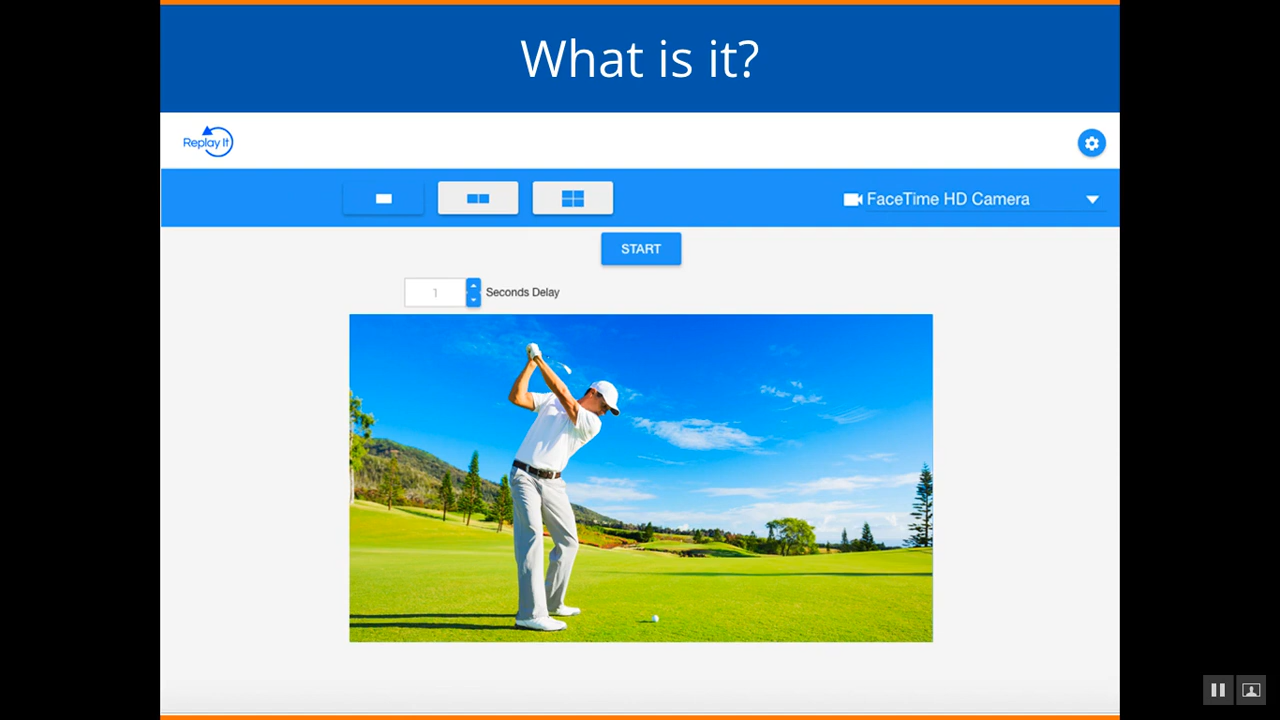 What is it?
Replay It
FaceTime HD Camera
START
1 Seconds Delay